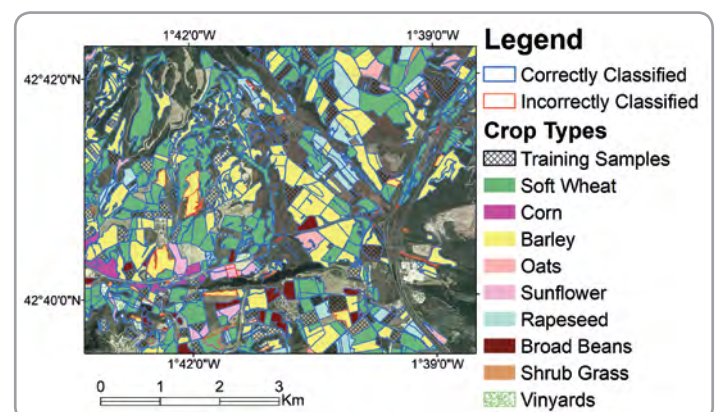 1°42'0"W 1°39'0"W
Legend
42°42'0"N
Correctly Classified
Incorrectly Classified
Crop Types
Training Samples
Soft Wheat
Corn
Barley
Oats
Sunflower
42°40'0"N
Rapeseed
Broad Beans
1°42'0"W 1°39'0"W
Shrub Grass
0 1 2 3
Km
Vinyards